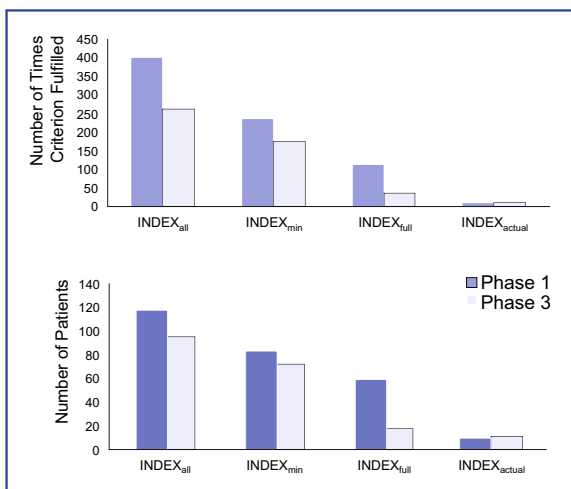 Number of Times
Criterion Fulfilled
450
400
350
300
250
200
150
100
50
0
INDEXall
INDEXmin
INDEXfull
INDEXactual
Phase 1
Phase 3
Number of Patients
140
120
100
80
60
40
20
0
INDEXall
INDEXmin
INDEXfull
INDEXactual